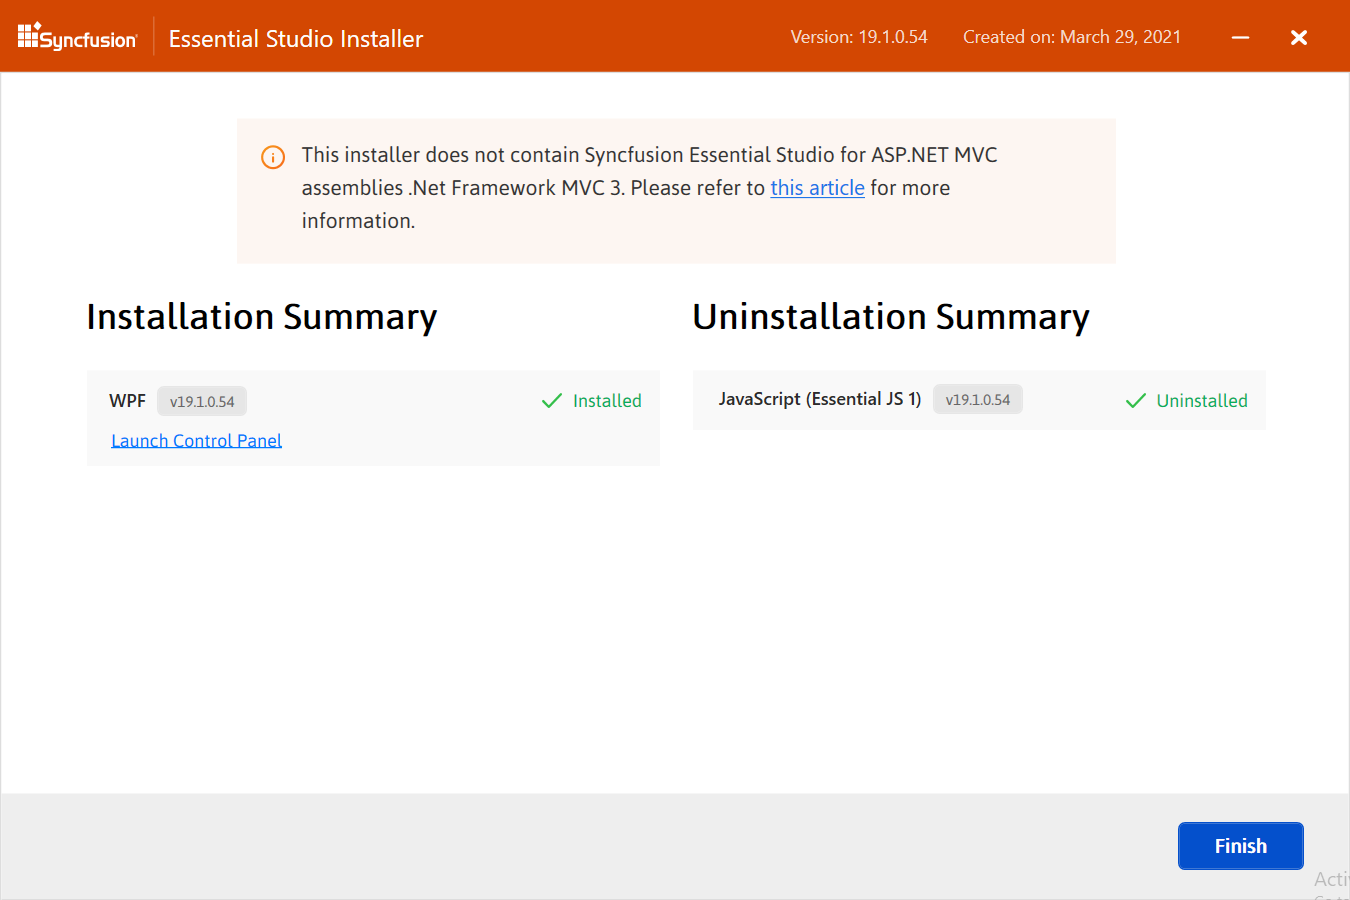 Syncfusion
Essential Studio Installer
Version: 19.1.0.54
Created on: March 29, 2021
This installer does not contain Syncfusion Essential Studio for ASP.NET MVC
assemblies .Net Framework MVC 3. Please refer to this article for more
information.
Installation Summary
Uninstallation Summary
WPF v19.1.0.54 Installed
Launch Control Panel
JavaScript (Essential JS 1) v19.1.0.54 Uninstalled
Finish